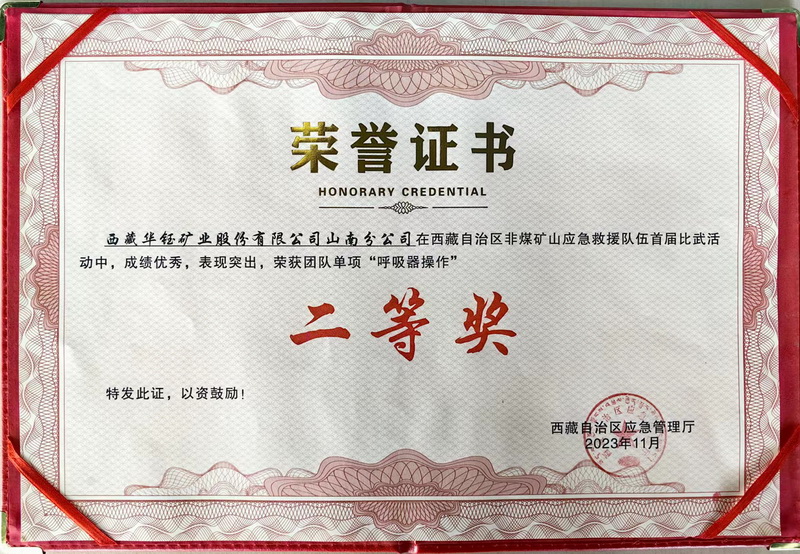 荣誉证书
HONORARY CREDENTIAL
西藏华钰矿业股份有限公司山南分公司在西藏自治区非煤矿山应急救援队伍首届比武活
动中，成绩优秀，表现突出，荣获团队单项“呼吸器操作”
二等奖
特发此证，以资鼓励！
西藏自治区应急管理厅
2023年11月